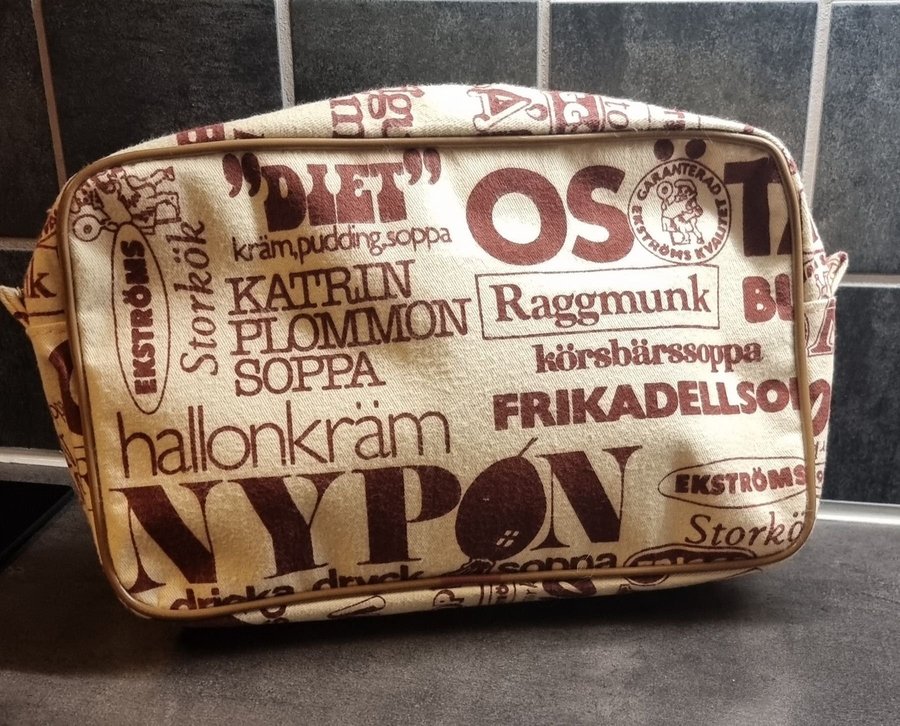 "DIET"
kräm,pudding,soppa
EKSTRÖMS
Storkök
KATRIN
PLOMMON
SOPPA
hallonkräm
NYPON
soppa
dricka dryck
OS
GARANTERAD
EKSTRÖMS KVALITET
Raggmunk
körsbärssoppa
FRIKADELLSO
EKSTRÖMS
Storkö